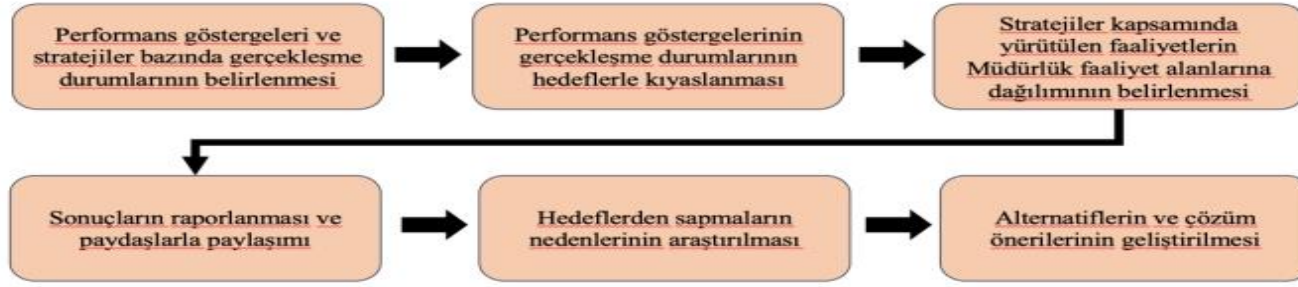 Performans göstergeleri ve
stratejiler bazında gerçekleşme
durumlarının belirlenmesi
Performans göstergelerinin
gerçekleşme durumlarının
hedeflerle kıyaslanması
Stratejiler kapsamında
yürütülen faaliyetlerin
Müdürlük faaliyet alanlarına
dağılımının belirlenmesi
Sonuçların raporlanması ve
paydaşlarla paylaşımı
Hedeflerden sapmaların
nedenlerinin araştırılması
Alternatiflerin ve çözüm
önerilerinin geliştirilmesi